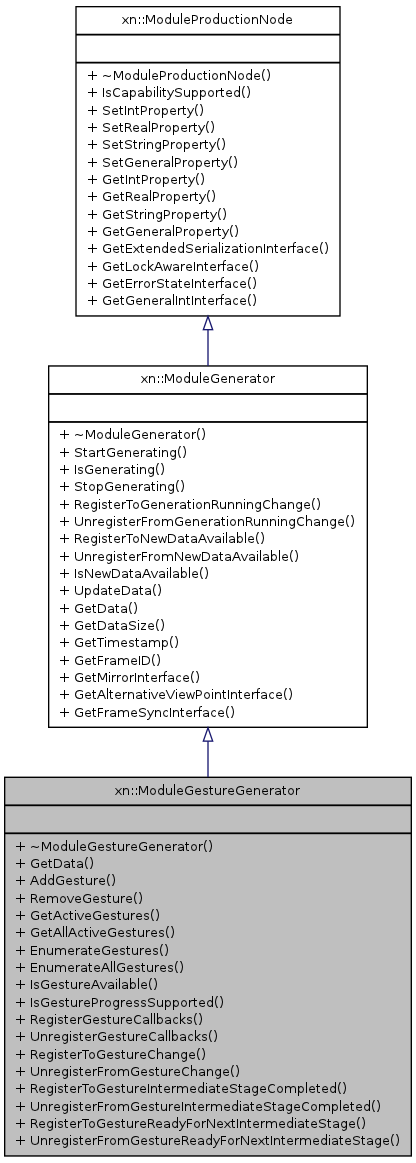 xn::ModuleProductionNode
+ ~ModuleProductionNode()
+ IsCapabilitySupported()
+ SetIntProperty()
+ SetRealProperty()
+ SetStringProperty()
+ SetGeneralProperty()
+ GetIntProperty()
+ GetRealProperty()
+ GetStringProperty()
+ GetGeneralProperty()
+ GetExtendedSerializationInterface()
+ GetLockAwareInterface()
+ GetErrorStateInterface()
+ GetGeneralIntInterface()
xn::ModuleGenerator
+ ~ModuleGenerator()
+ StartGenerating()
+ IsGenerating()
+ StopGenerating()
+ RegisterToGenerationRunningChange()
+ UnregisterFromGenerationRunningChange()
+ RegisterToNewDataAvailable()
+ UnregisterFromNewDataAvailable()
+ IsNewDataAvailable()
+ UpdateData()
+ GetData()
+ GetDataSize()
+ GetTimestamp()
+ GetFrameID()
+ GetMirrorInterface()
+ GetAlternativeViewPointInterface()
+ GetFrameSyncInterface()
xn::ModuleGestureGenerator
+ ~ModuleGestureGenerator()
+ GetData()
+ AddGesture()
+ RemoveGesture()
+ GetActiveGestures()
+ GetAllActiveGestures()
+ EnumerateGestures()
+ EnumerateAllGestures()
+ IsGestureAvailable()
+ IsGestureProgressSupported()
+ RegisterGestureCallbacks()
+ UnregisterGestureCallbacks()
+ RegisterToGestureChange()
+ UnregisterFromGestureChange()
+ RegisterToGestureIntermediateStageCompleted()
+ UnregisterFromGestureIntermediateStageCompleted()
+ RegisterToGestureReadyForNextIntermediateStage()
+ UnregisterFromGestureReadyForNextIntermediateStage()